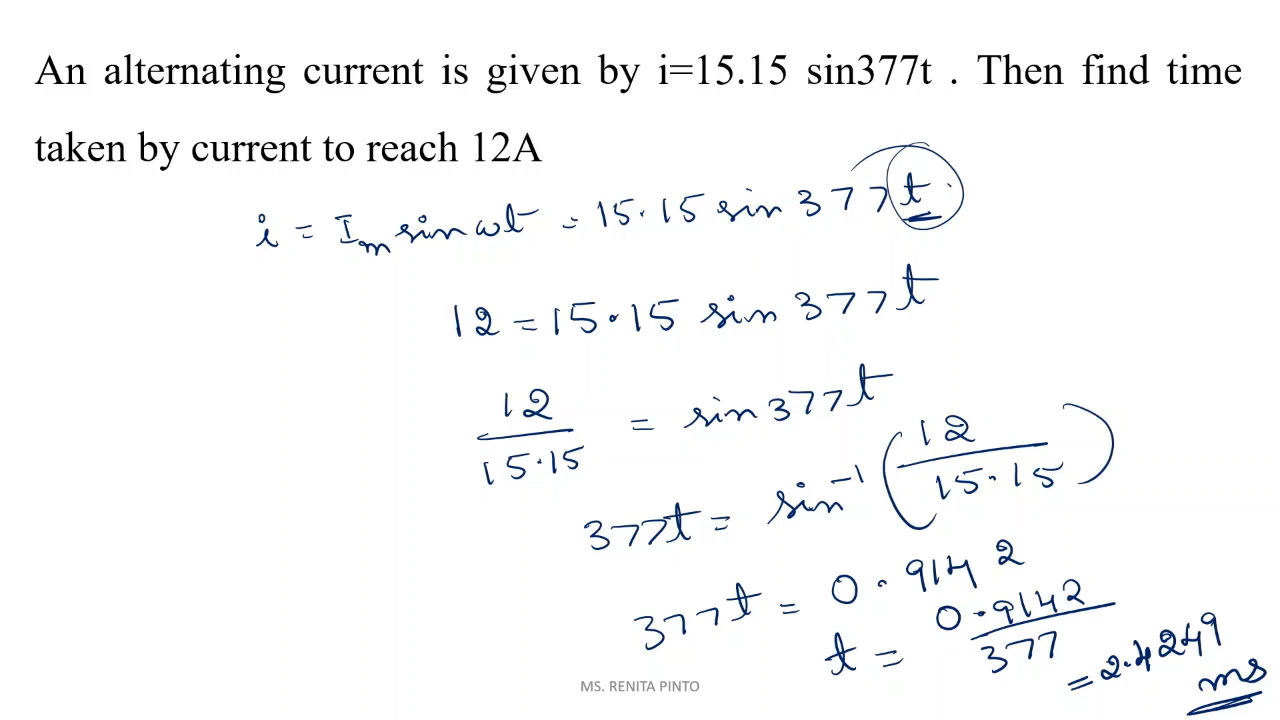 An alternating current is given by i=15.15 sin377t . Then find time
taken by current to reach 12A
i = Iₘ sin ωt = 15.15 sin 377t
12 = 15.15 sin 377t
12/15.15 = sin 377t
377t = sin⁻¹(12/15.15)
377t = 0.9142
t = 0.9142/377
= 2.4249 ms
MS. RENITA PINTO